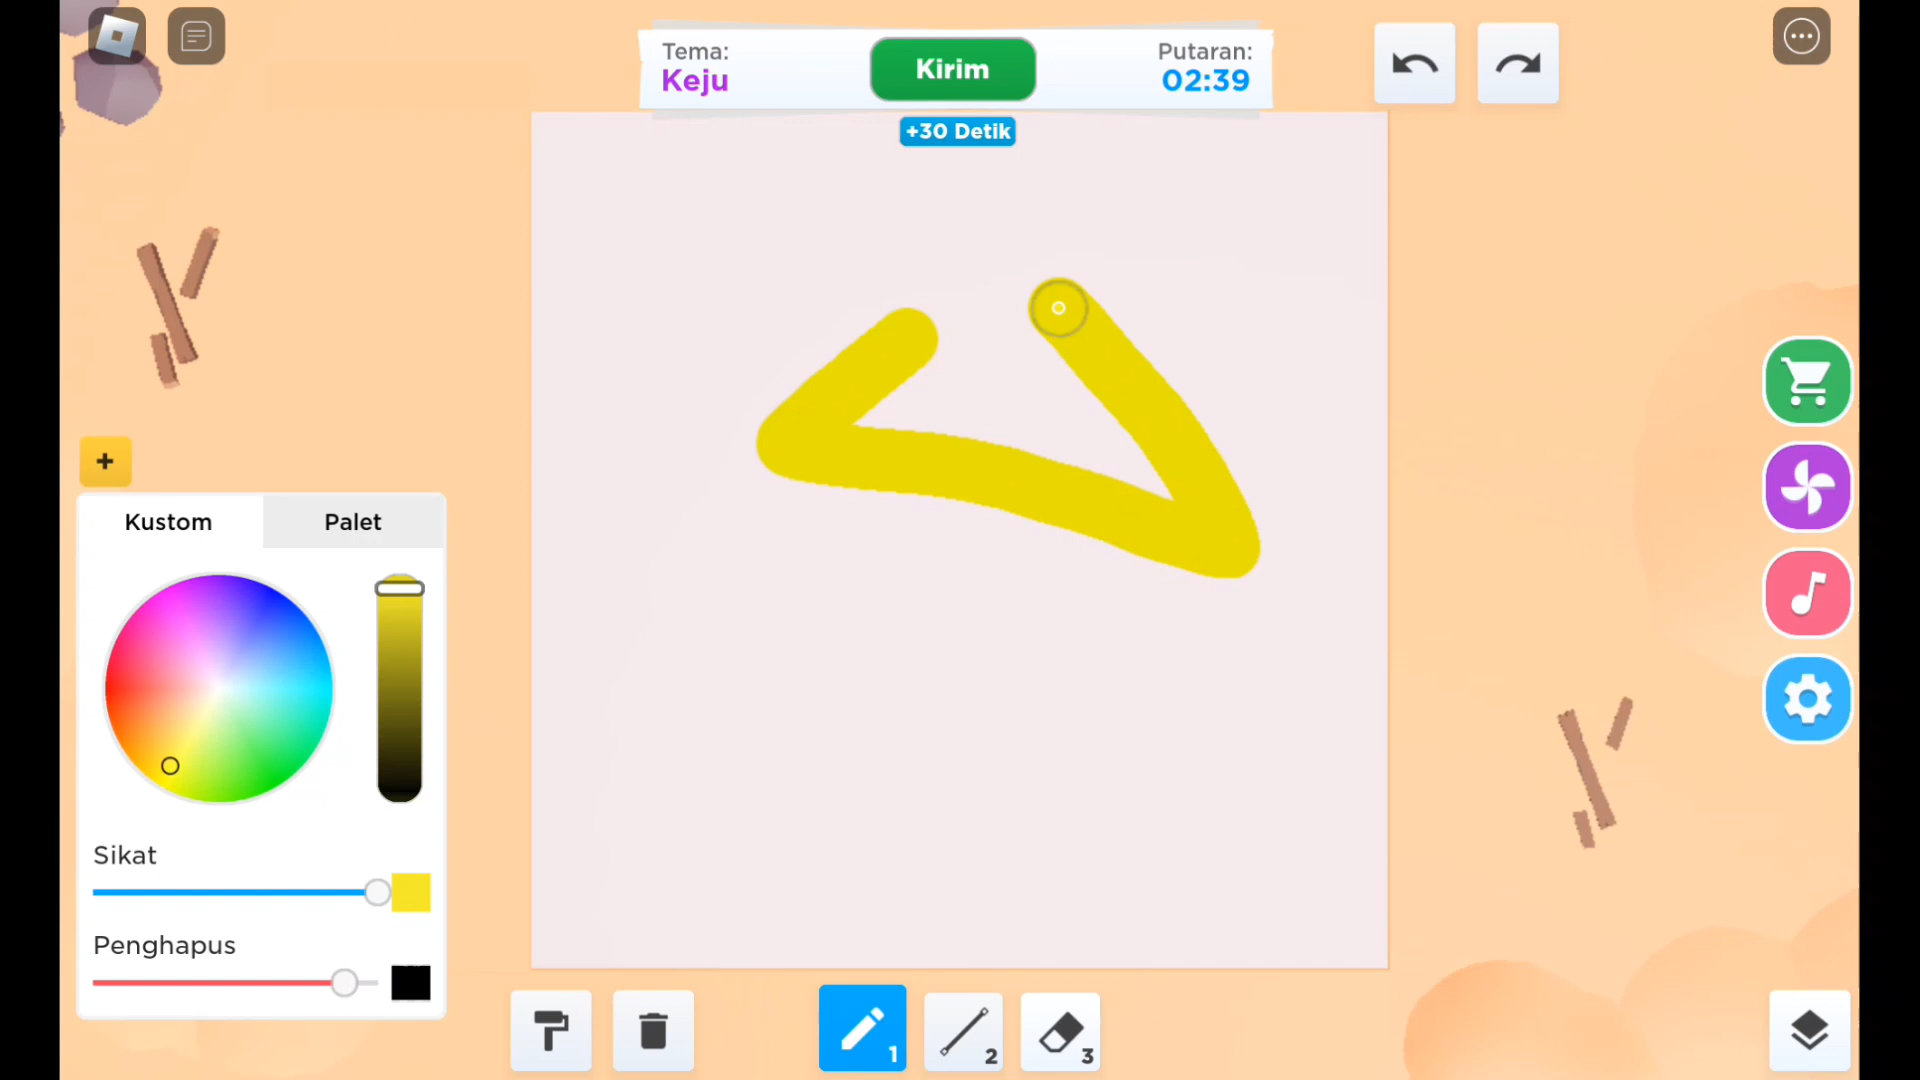 Tema:
Keju
Kirim
Putaran:
02:39
+30 Detik
+
Kustom
Palet
Sikat
Penghapus
1
2
3